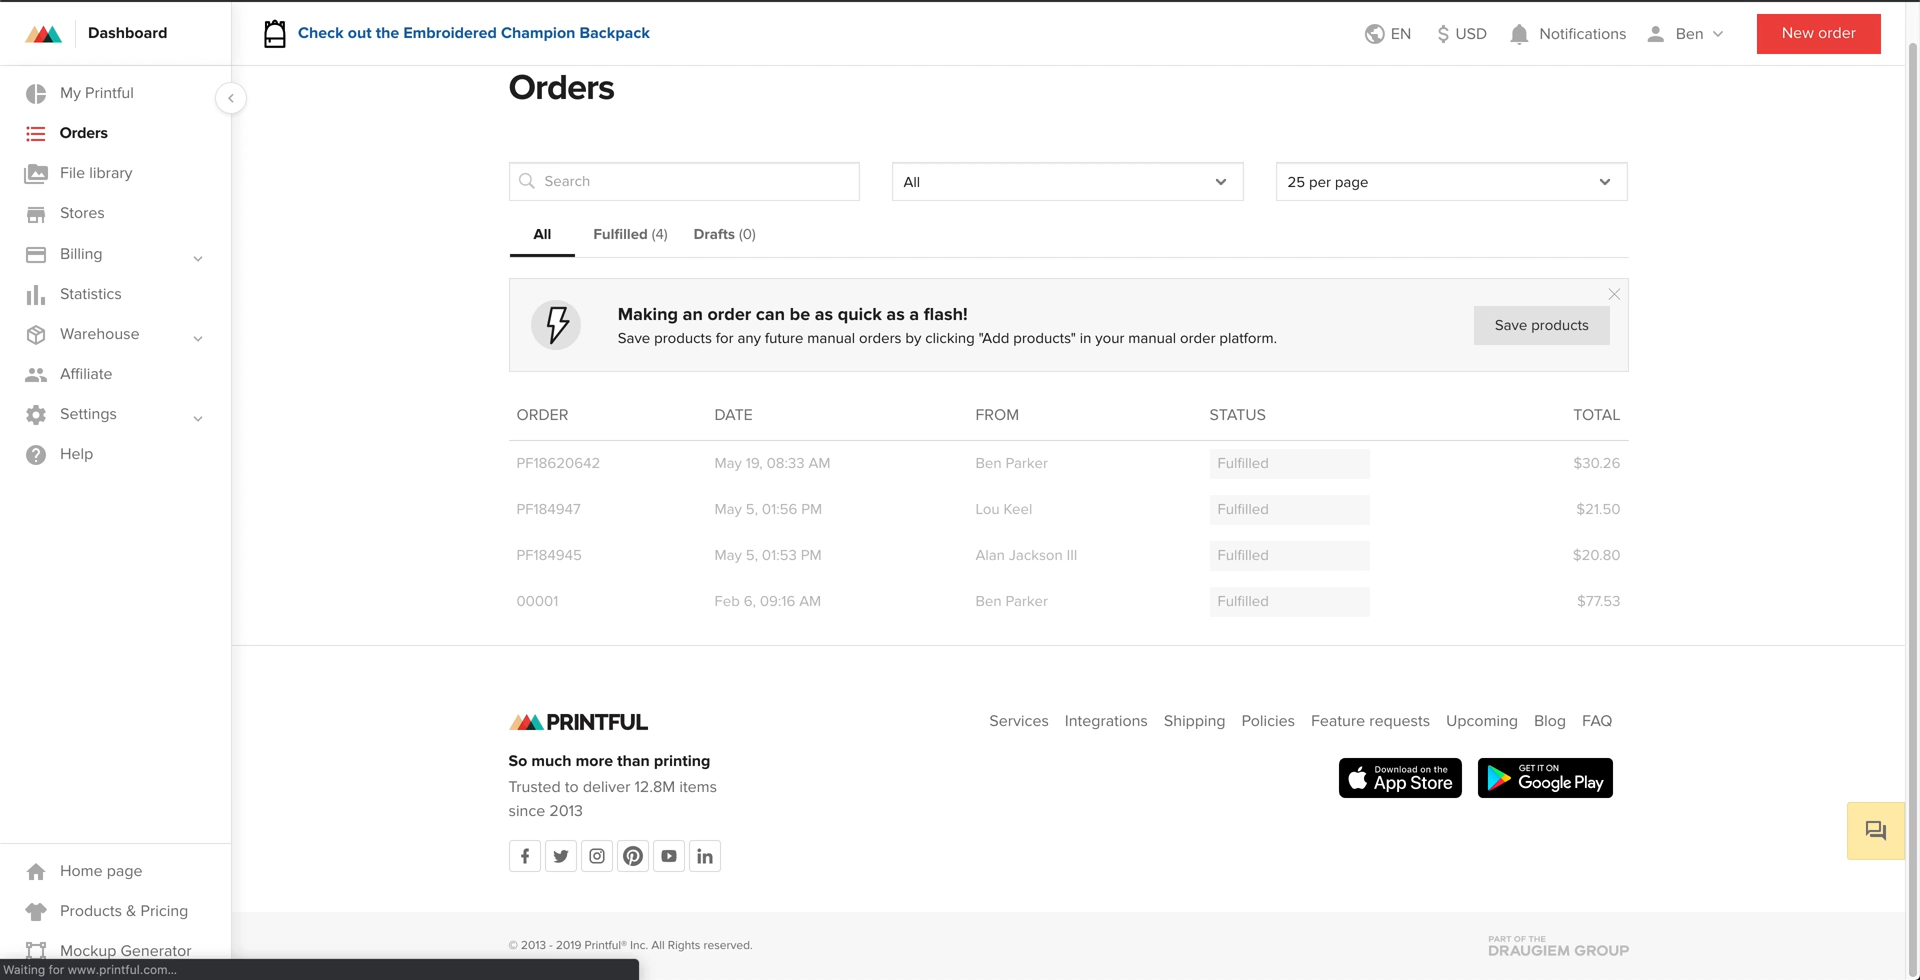 Dashboard
Check out the Embroidered Champion Backpack
EN
$ USD
Notifications
Ben
New order
My Printful
Orders
File library
Stores
Billing
Statistics
Warehouse
Affiliate
Settings
Help
Home page
Products & Pricing
Mockup Generator
Waiting for www.printful.com...
Orders
Search
All
25 per page
All
Fulfilled (4)
Drafts (0)
Making an order can be as quick as a flash!
Save products for any future manual orders by clicking "Add products" in your manual order platform.
Save products
ORDER DATE FROM STATUS TOTAL
PF18620642 May 19, 08:33 AM Ben Parker Fulfilled $30.26
PF184947 May 5, 01:56 PM Lou Keel Fulfilled $21.50
PF184945 May 5, 01:53 PM Alan Jackson III Fulfilled $20.80
00001 Feb 6, 09:16 AM Ben Parker Fulfilled $77.53
PRINTFUL
So much more than printing
Trusted to deliver 12.8M items
since 2013
Services Integrations Shipping Policies Feature requests Upcoming Blog FAQ
Download on the
App Store
GET IT ON
Google Play
© 2013 - 2019 Printful® Inc. All Rights reserved.
PART OF THE
DRAUGIEM GROUP